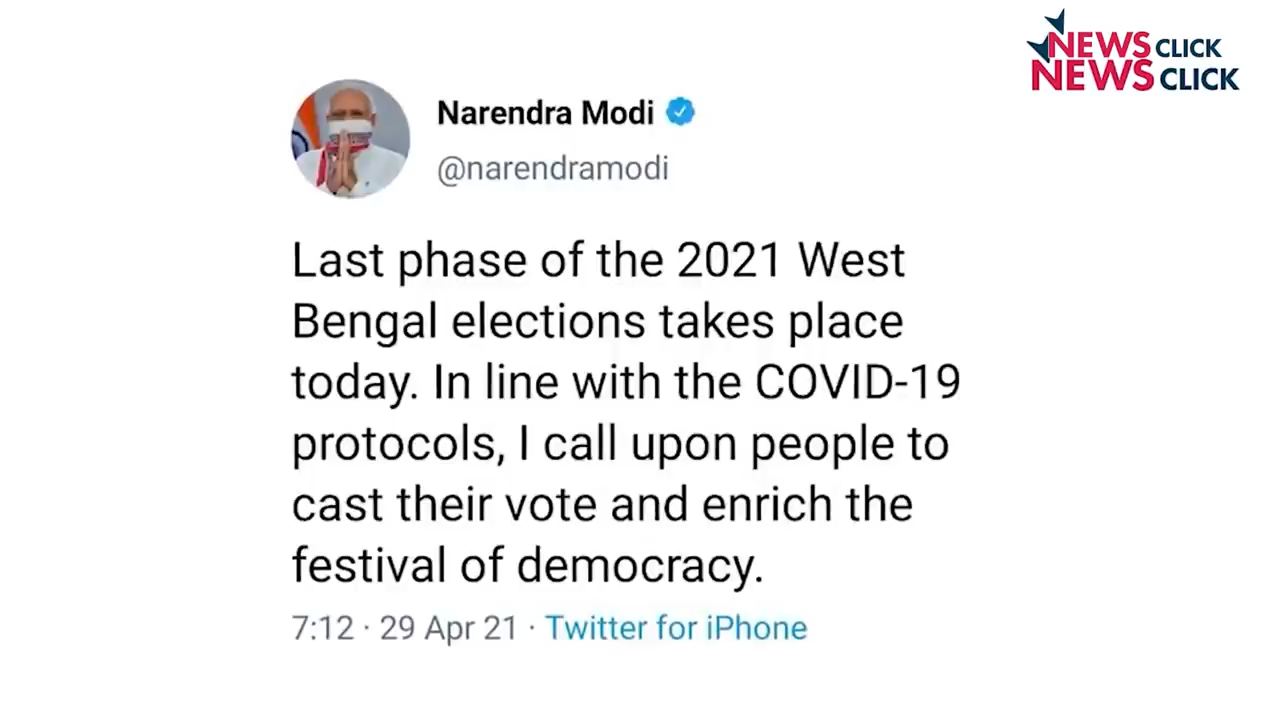 NEWS CLICK
NEWS CLICK
Narendra Modi
@narendramodi
Last phase of the 2021 West
Bengal elections takes place
today. In line with the COVID-19
protocols, I call upon people to
cast their vote and enrich the
festival of democracy.
7:12 · 29 Apr 21 · Twitter for iPhone